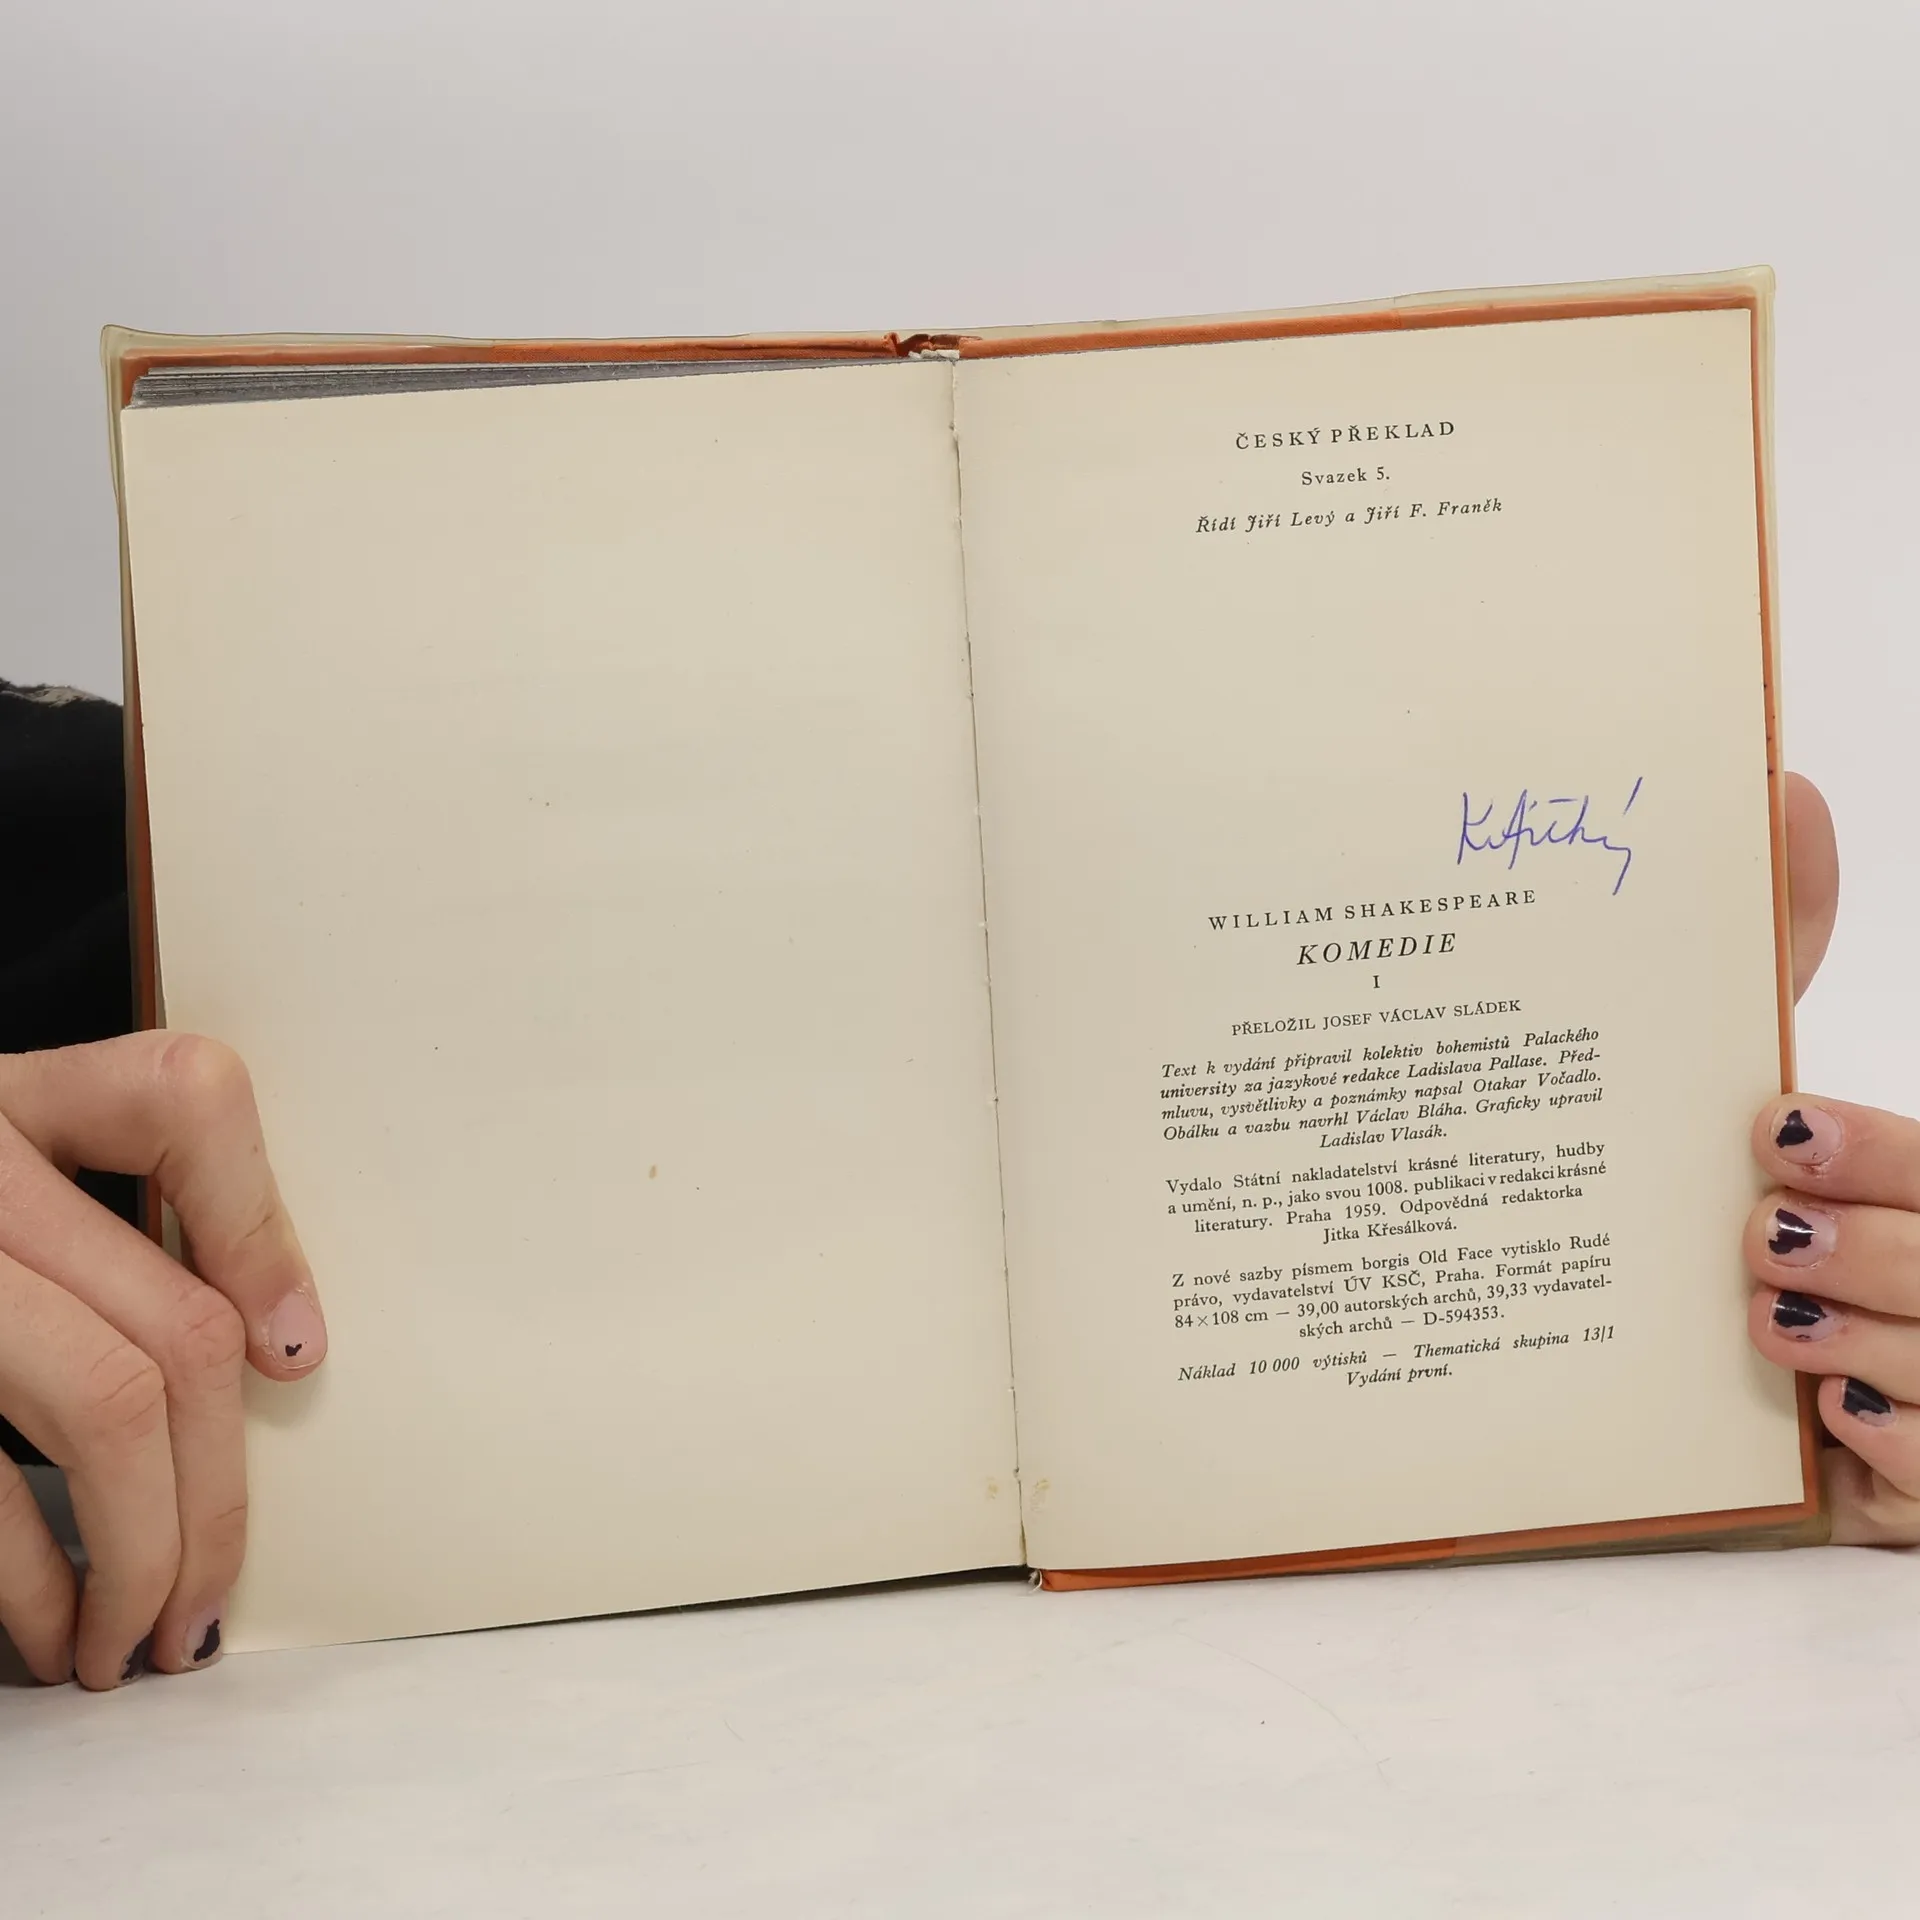 ČESKÝ PŘEKLAD
Svazek 5.
Řídí Jiří Levý a Jiří F. Franěk
WILLIAM SHAKESPEARE
KOMEDIE
I
PŘELOŽIL JOSEF VÁCLAV SLÁDEK
Text k vydání připravil kolektiv bohemistů Palackého
university za jazykové redakce Ladislava Pallase. Před-
mluvu, vysvětlivky a poznámky napsal Otakar Vočadlo.
Obálku a vazbu navrhl Václav Bláha. Graficky upravil
Ladislav Vlasák.
Vydalo Státní nakladatelství krásné literatury, hudby
a umění, n. p., jako svou 1008. publikaci v redakci krásné
literatury. Praha 1959. Odpovědná redaktorka
Jitka Křesálková.
Z nové sazby písmem borgis Old Face vytisklo Rudé
právo, vydavatelství ÚV KSČ, Praha. Formát papíru
84×108 cm — 39,00 autorských archů, 39,33 vydavatel-
ských archů — D-594353.
Náklad 10 000 výtisků — Thematická skupina 13/1
Vydání první.